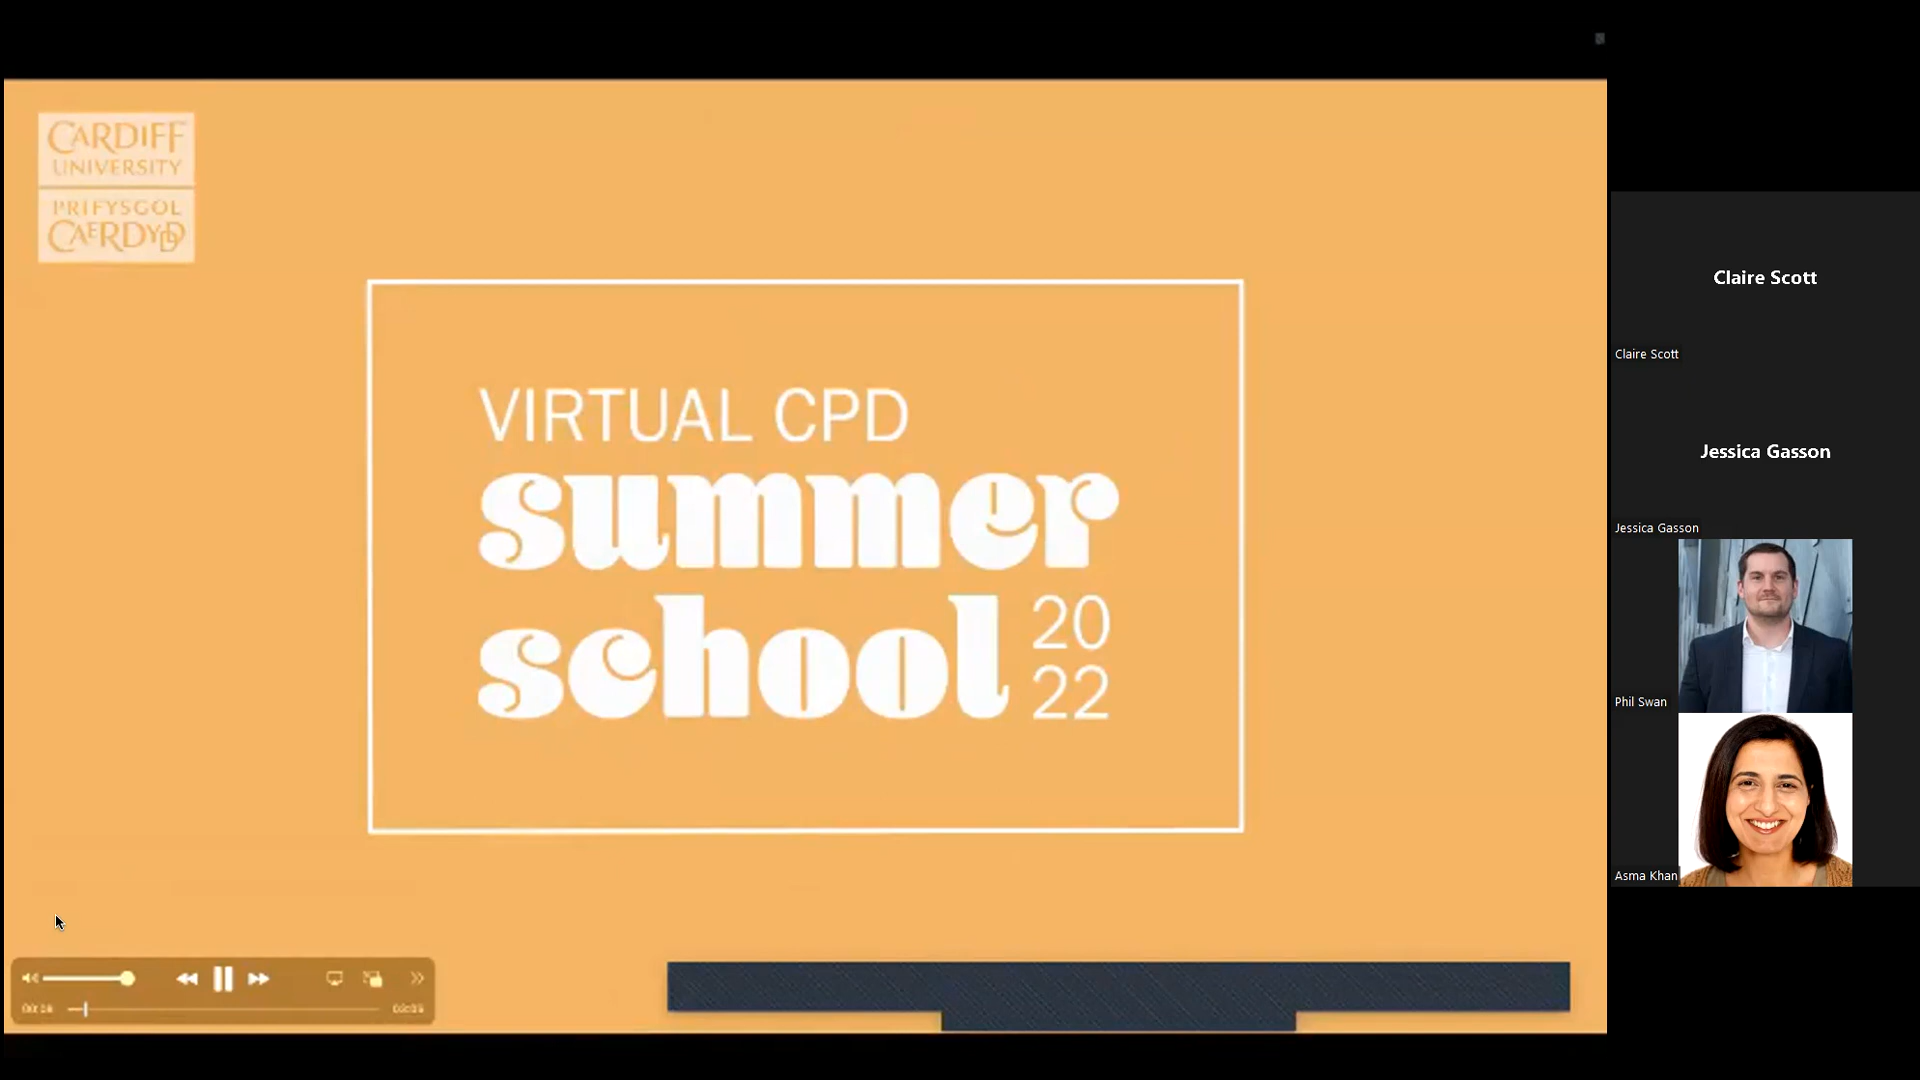 CARDIFF
UNIVERSITY
PRIFYSGOL
CAERDYDD
VIRTUAL CPD
summer
school
20
22
Claire Scott
Claire Scott
Jessica Gasson
Jessica Gasson
Phil Swan
Asma Khan